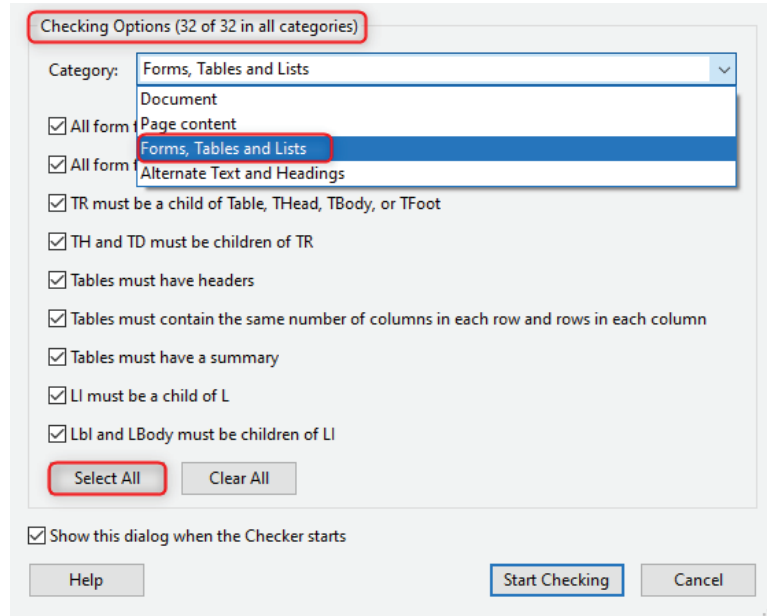 Checking Options (32 of 32 in all categories)
Category: Forms, Tables and Lists
Document
Page content
Forms, Tables and Lists
Alternate Text and Headings
All form
All form
TR must be a child of Table, THead, TBody, or TFoot
TH and TD must be children of TR
Tables must have headers
Tables must contain the same number of columns in each row and rows in each column
Tables must have a summary
LI must be a child of L
Lbl and LBody must be children of LI
Select All Clear All
Show this dialog when the Checker starts
Help Start Checking Cancel